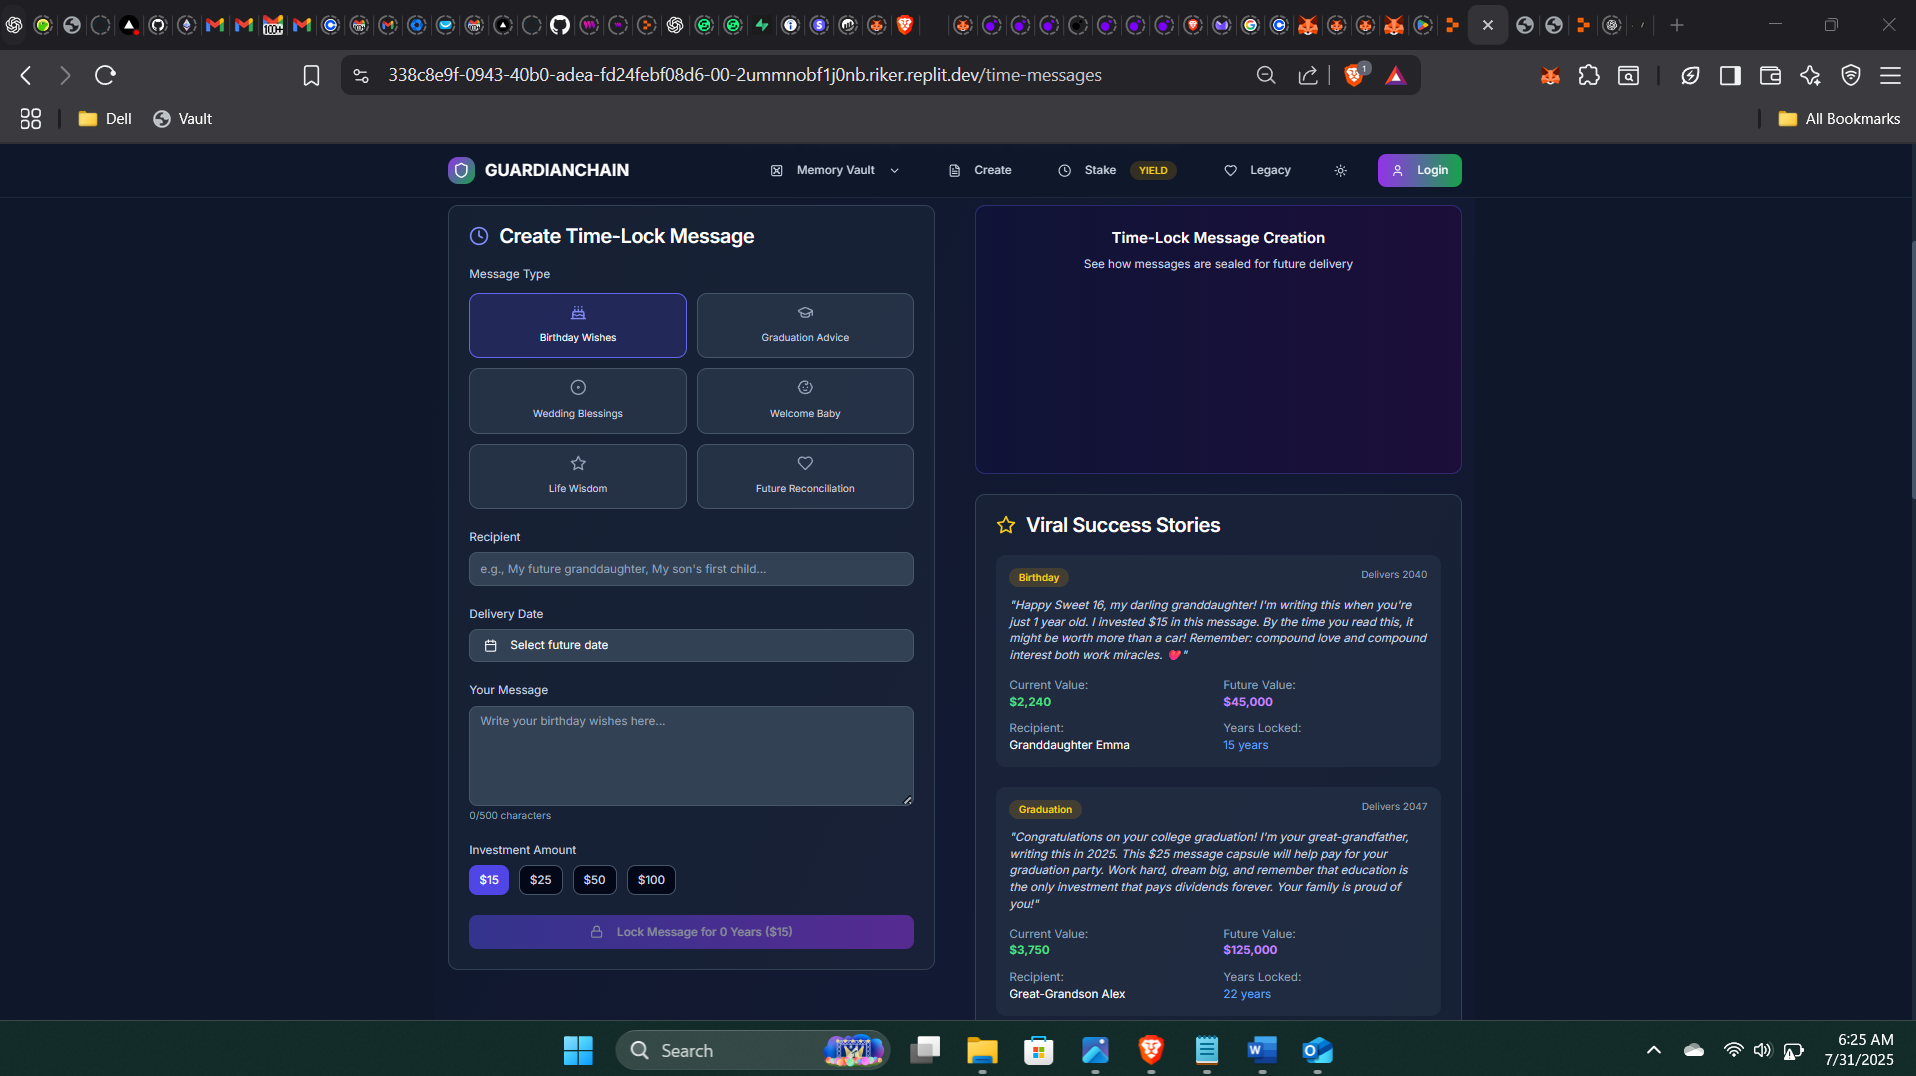 338c8e9f-0943-40b0-adea-fd24febf08d6-00-2ummnobf1j0nb.riker.replit.dev/time-messages
1
Dell
Vault
All Bookmarks
GUARDIANCHAIN
Memory Vault
Create
Stake
YIELD
Legacy
Login
Create Time-Lock Message
Message Type
Birthday Wishes
Graduation Advice
Wedding Blessings
Welcome Baby
Life Wisdom
Future Reconciliation
Recipient
e.g., My future granddaughter, My son's first child...
Delivery Date
Select future date
Your Message
Write your birthday wishes here...
0/500 characters
Investment Amount
$15
$25
$50
$100
Lock Message for 0 Years ($15)
Time-Lock Message Creation
See how messages are sealed for future delivery
Viral Success Stories
Birthday
Delivers 2040
"Happy Sweet 16, my darling granddaughter! I'm writing this when you're
just 1 year old. I invested $15 in this message. By the time you read this, it
might be worth more than a car! Remember: compound love and compound
interest both work miracles. 💖"
Current Value:
$2,240
Future Value:
$45,000
Recipient:
Granddaughter Emma
Years Locked:
15 years
Graduation
Delivers 2047
"Congratulations on your college graduation! I'm your great-grandfather,
writing this in 2025. This $25 message capsule will help pay for your
graduation party. Work hard, dream big, and remember that education is
the only investment that pays dividends forever. Your family is proud of
you!"
Current Value:
$3,750
Future Value:
$125,000
Recipient:
Great-Grandson Alex
Years Locked:
22 years
Search
6:25 AM
7/31/2025